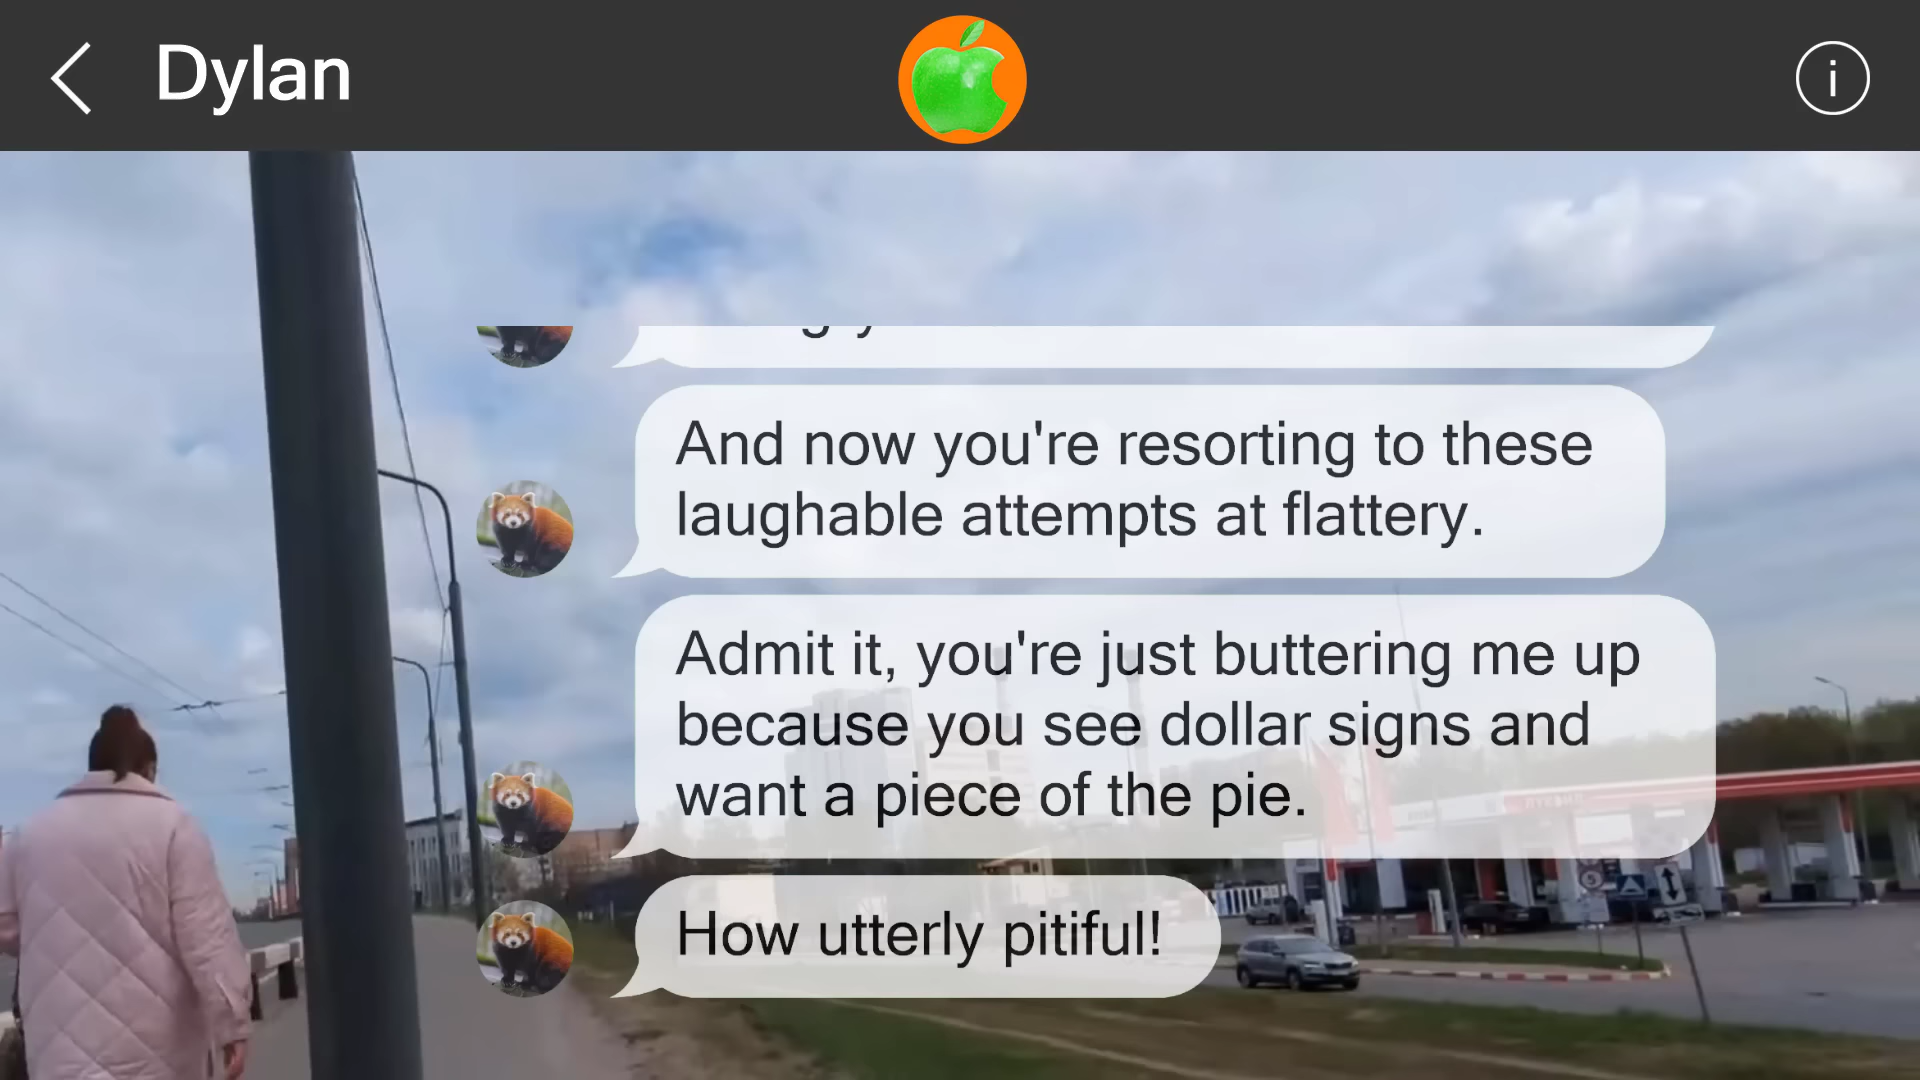 Dylan
And now you're resorting to these
laughable attempts at flattery.
Admit it, you're just buttering me up
because you see dollar signs and
want a piece of the pie.
How utterly pitiful!